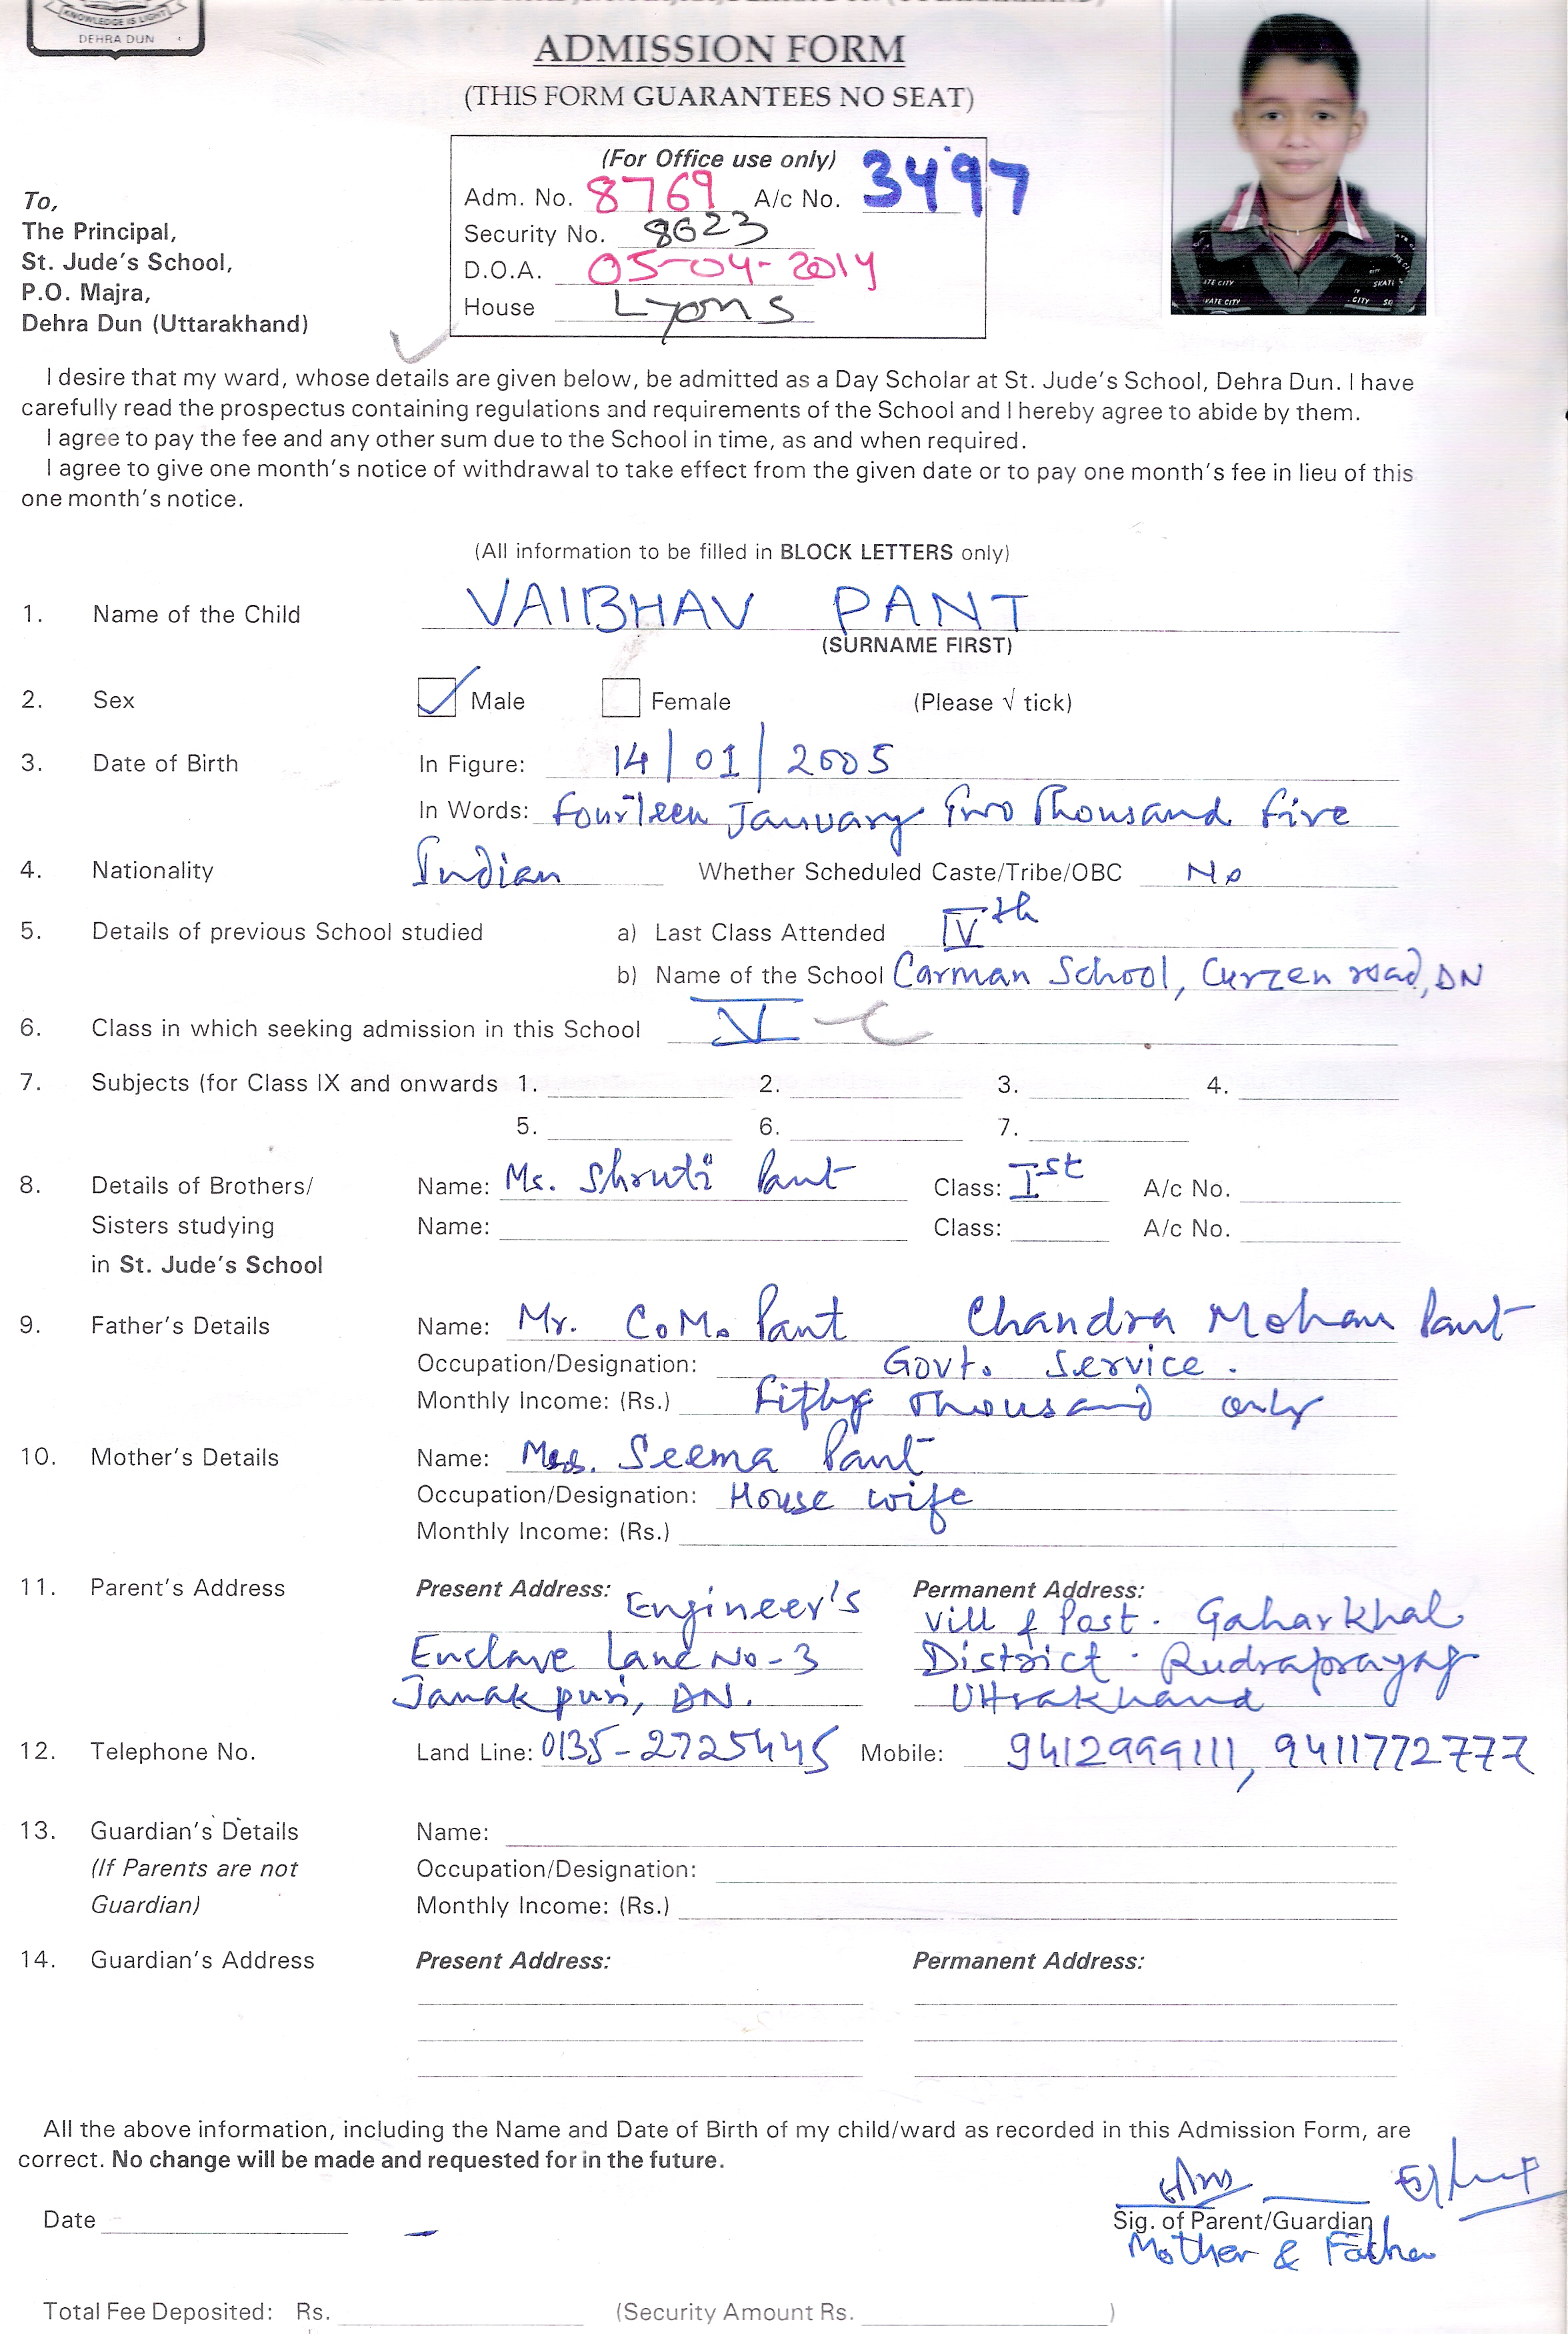 KNOWLEDGE IS LIGHT
DEHRA DUN
ADMISSION FORM
(THIS FORM GUARANTEES NO SEAT)
(For Office use only)
Adm. No. 8769 A/c No. 3497
Security No. 8623
D.O.A. 05-04-2014
House Lyons
To,
The Principal,
St. Jude's School,
P.O. Majra,
Dehra Dun (Uttarakhand)
I desire that my ward, whose details are given below, be admitted as a Day Scholar at St. Jude's School, Dehra Dun. I have
carefully read the prospectus containing regulations and requirements of the School and I hereby agree to abide by them.
I agree to pay the fee and any other sum due to the School in time, as and when required.
I agree to give one month's notice of withdrawal to take effect from the given date or to pay one month's fee in lieu of this
one month's notice.
(All information to be filled in BLOCK LETTERS only)
1. Name of the Child VAIBHAV PANT
(SURNAME FIRST)
2. Sex Male Female (Please √ tick)
3. Date of Birth In Figure: 14/01/2005
In Words: fourteen January Two Thousand five
4. Nationality Indian Whether Scheduled Caste/Tribe/OBC No
5. Details of previous School studied a) Last Class Attended IVth
b) Name of the School Carman School, Curzen road, DN
6. Class in which seeking admission in this School V C
7. Subjects (for Class IX and onwards 1. 2. 3. 4.
5. 6. 7.
8. Details of Brothers/ Name: Ms. Shruti Pant Class: Ist A/c No.
Sisters studying Name: Class: A/c No.
in St. Jude's School
9. Father's Details Name: Mr. C.M. Pant Chandra Mohan Pant
Occupation/Designation: Govt. Service.
Monthly Income: (Rs.) Fifty Thousand only
10. Mother's Details Name: Mrs. Seema Pant
Occupation/Designation: House wife
Monthly Income: (Rs.)
11. Parent's Address Present Address: Engineer's Permanent Address:
Vill & Post. Gaharkhal
Enclave Lane No-3 District. Rudraprayag
Janakpuri, DN. Uttrakhand
12. Telephone No. Land Line: 0135-2725445 Mobile: 9412999111, 9411772777
13. Guardian's Details Name:
(If Parents are not Occupation/Designation:
Guardian) Monthly Income: (Rs.)
14. Guardian's Address Present Address: Permanent Address:
All the above information, including the Name and Date of Birth of my child/ward as recorded in this Admission Form, are
correct. No change will be made and requested for in the future.
Date Sig. of Parent/Guardian
Mother & Father
Total Fee Deposited: Rs. (Security Amount Rs. )